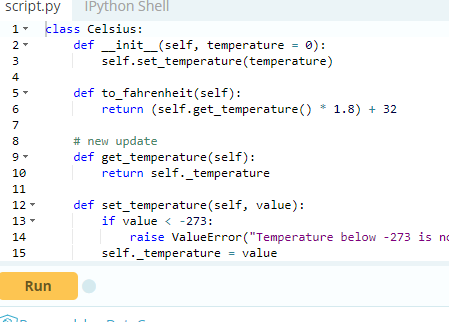 script.py IPython Shell
1 class Celsius:
2 def __init__(self, temperature = 0):
3 self.set_temperature(temperature)
4
5 def to_fahrenheit(self):
6 return (self.get_temperature() * 1.8) + 32
7
8 # new update
9 def get_temperature(self):
10 return self._temperature
11
12 def set_temperature(self, value):
13 if value < -273:
14 raise ValueError("Temperature below -273 is
15 self._temperature = value
Run